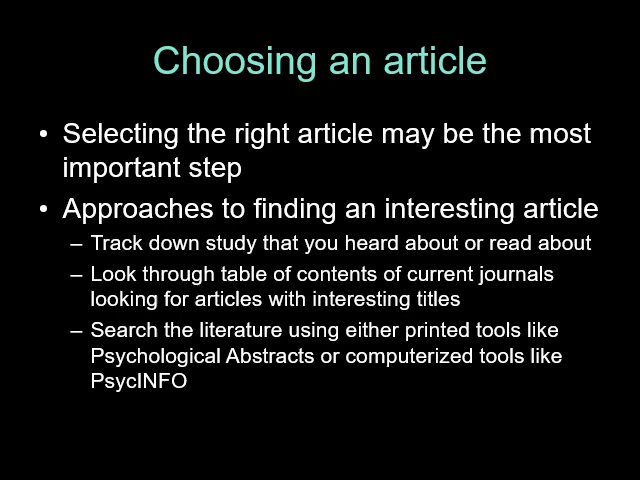 Choosing an article
• Selecting the right article may be the most
important step
• Approaches to finding an interesting article
– Track down study that you heard about or read about
– Look through table of contents of current journals
looking for articles with interesting titles
– Search the literature using either printed tools like
Psychological Abstracts or computerized tools like
PsycINFO